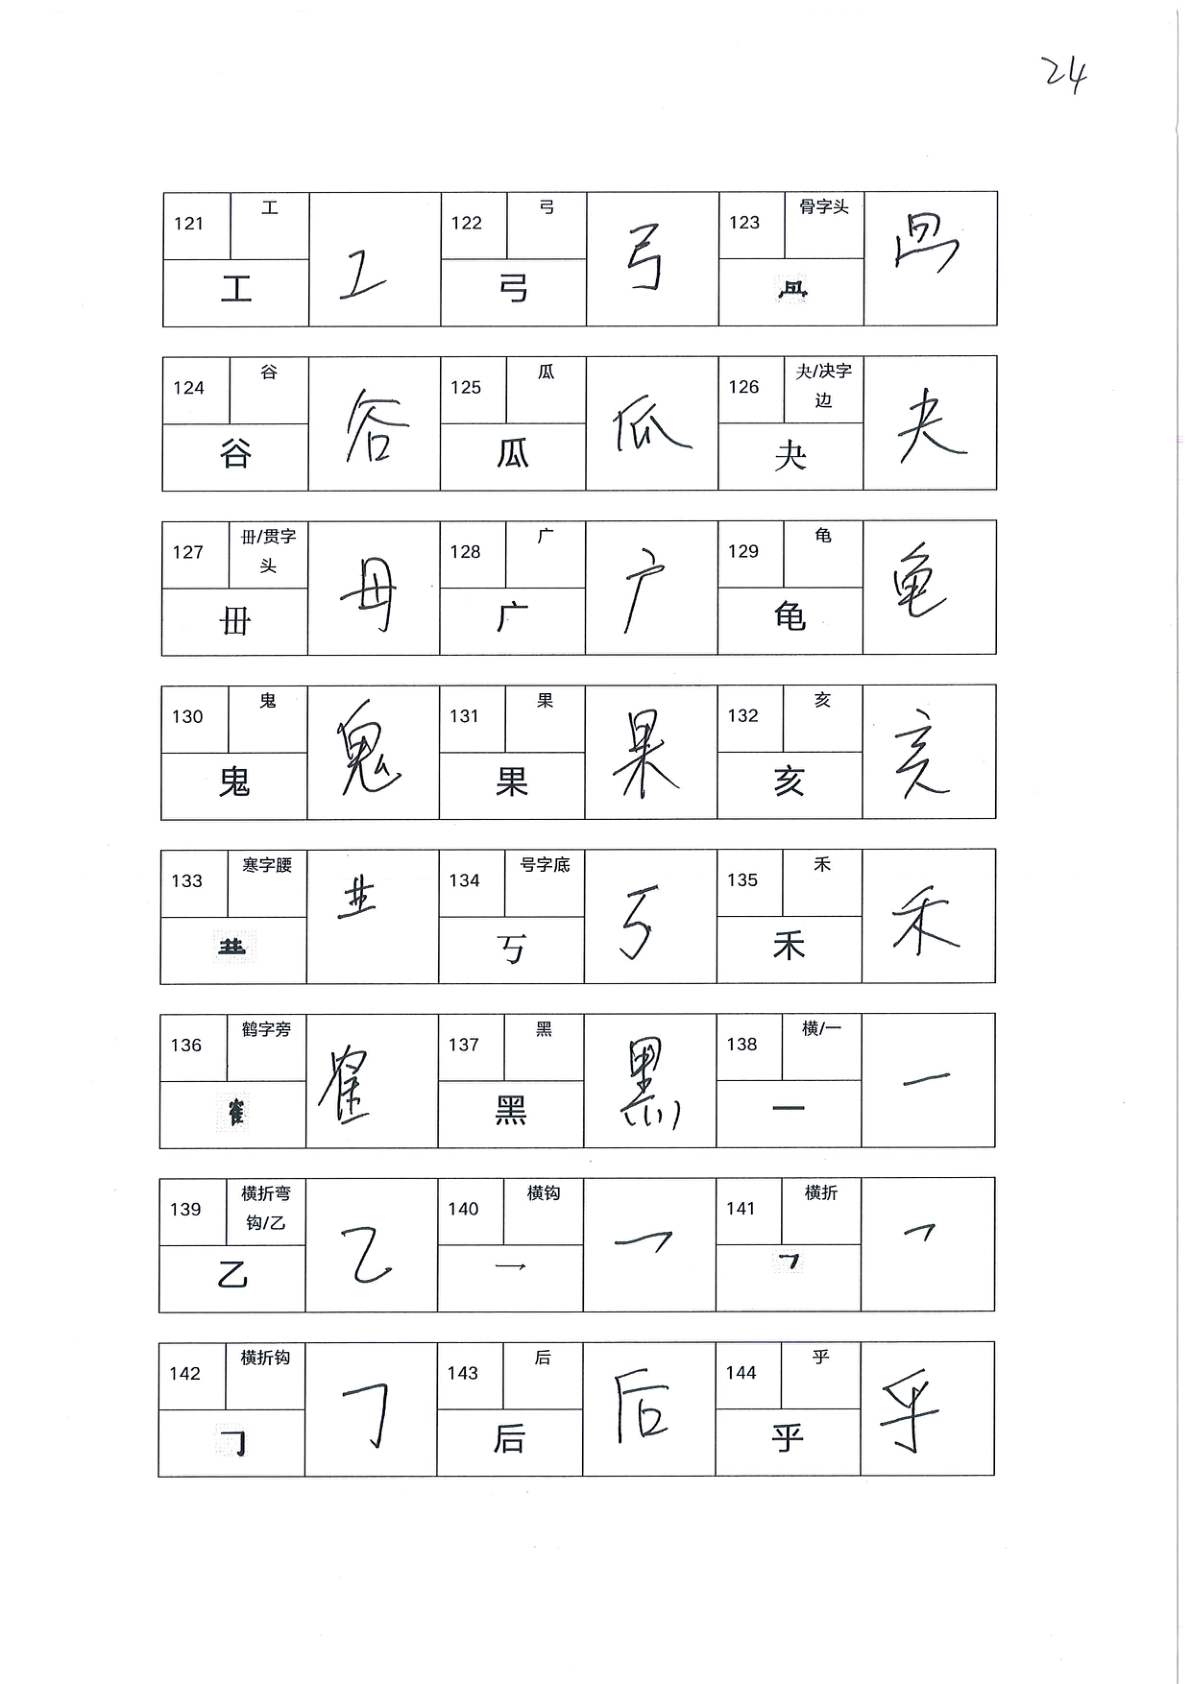 24
121 工 工 工 122 弓 弓 弓 123 骨字头
124 谷 谷 谷 125 瓜 瓜 瓜 126 夬/决字边 夬 夬
127 毌/贯字头 毌 毌 128 广 广 广 129 龟 龟 龟
130 鬼 鬼 鬼 131 果 果 果 132 亥 亥 亥
133 寒字腰 134 号字底 丂 丂 135 禾 禾 禾
136 鹤字旁 隺 隺 137 黑 黑 黑 138 横/一 一 一
139 横折弯钩/乙 乙 乙 140 横钩 乛 乛 141 横折 ㇕ ㇕
142 横折钩 𠃌 𠃌 143 后 后 后 144 乎 乎 乎